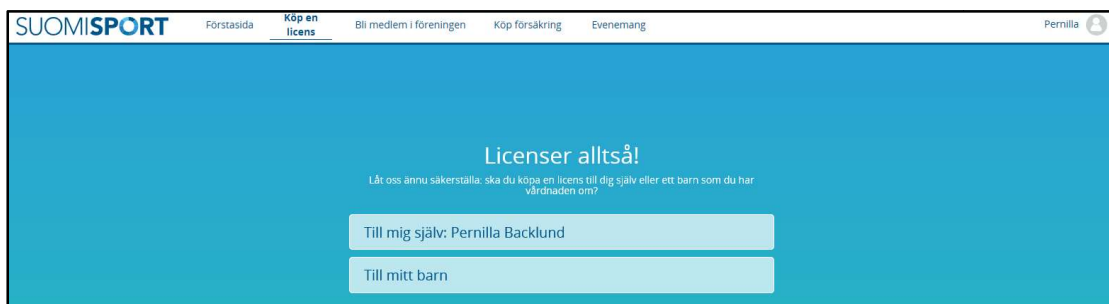 SUOMISPORT
Förstasida
Köp en
licens
Bli medlem i föreningen
Köp försäkring
Evenemang
Pernilla
Licenser alltså!
Låt oss ännu säkerställa: ska du köpa en licens till dig själv eller ett barn som du har
vårdnaden om?
Till mig själv: Pernilla Backlund
Till mitt barn